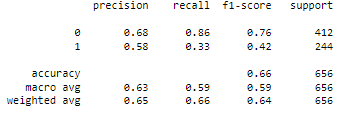 precision recall f1-score support
0 0.68 0.86 0.76 412
1 0.58 0.33 0.42 244
accuracy 0.66 656
macro avg 0.63 0.59 0.59 656
weighted avg 0.65 0.66 0.64 656